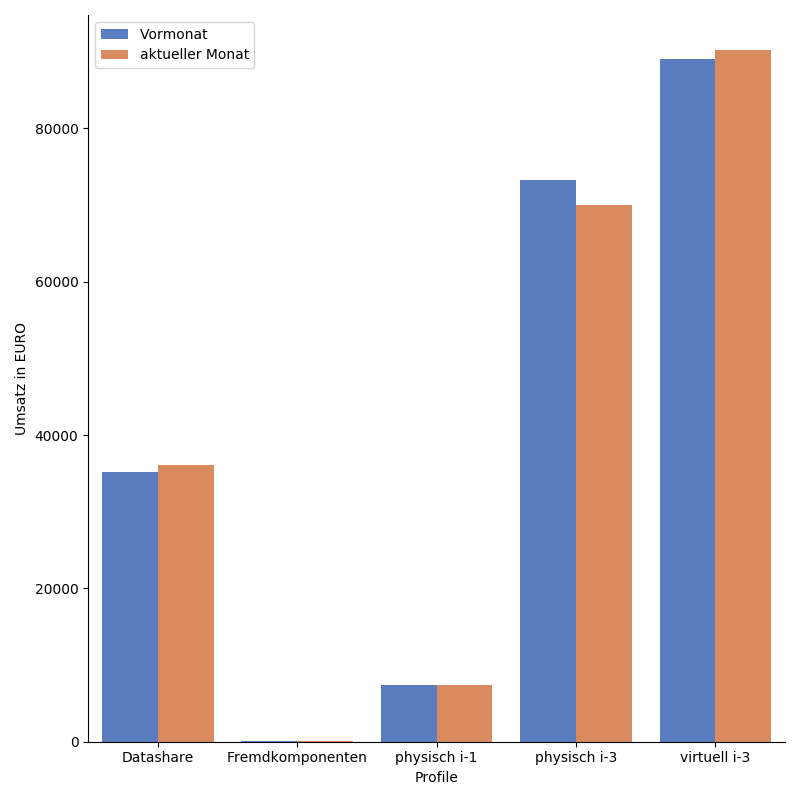 Vormonat
aktueller Monat
Umsatz in EURO
80000
60000
40000
20000
0
Datashare Fremdkomponenten physisch i-1 physisch i-3 virtuell i-3
Profile